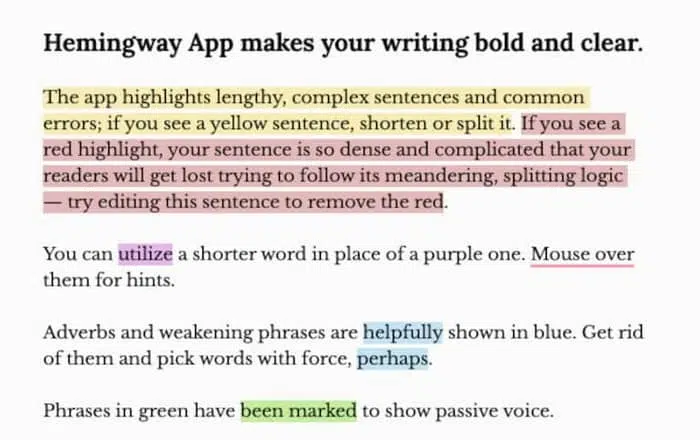 Hemingway App makes your writing bold and clear.
The app highlights lengthy, complex sentences and common
errors; if you see a yellow sentence, shorten or split it. If you see a
red highlight, your sentence is so dense and complicated that your
readers will get lost trying to follow its meandering, splitting logic
— try editing this sentence to remove the red.
You can utilize a shorter word in place of a purple one. Mouse over
them for hints.
Adverbs and weakening phrases are helpfully shown in blue. Get rid
of them and pick words with force, perhaps.
Phrases in green have been marked to show passive voice.